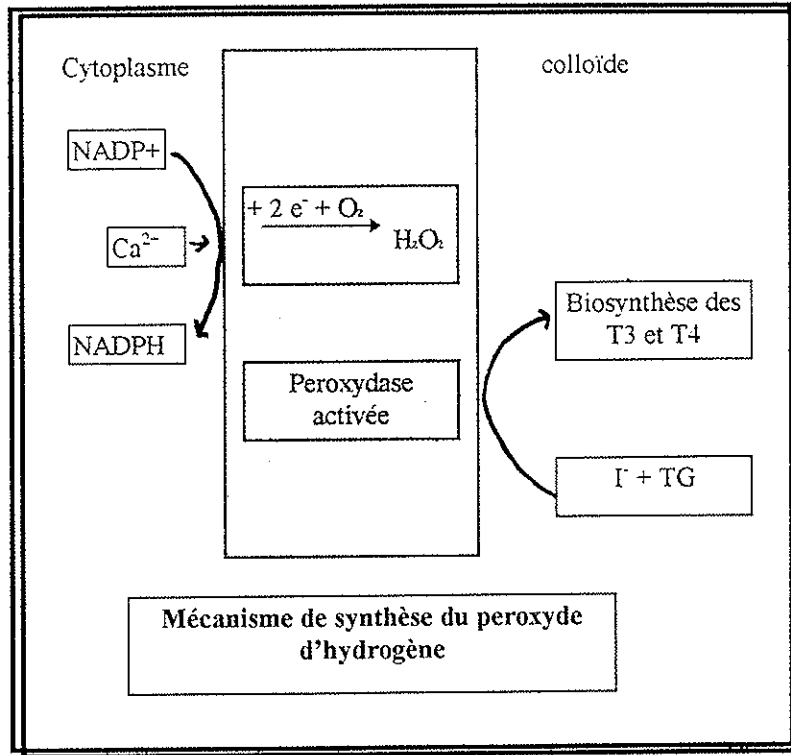 Cytoplasme
colloïde
NADP+
+ 2 e⁻ + O₂
H₂O₂
Ca²⁻
Biosynthèse des
T3 et T4
NADPH
Peroxydase
activée
I⁻ + TG
Mécanisme de synthèse du peroxyde
d'hydrogène